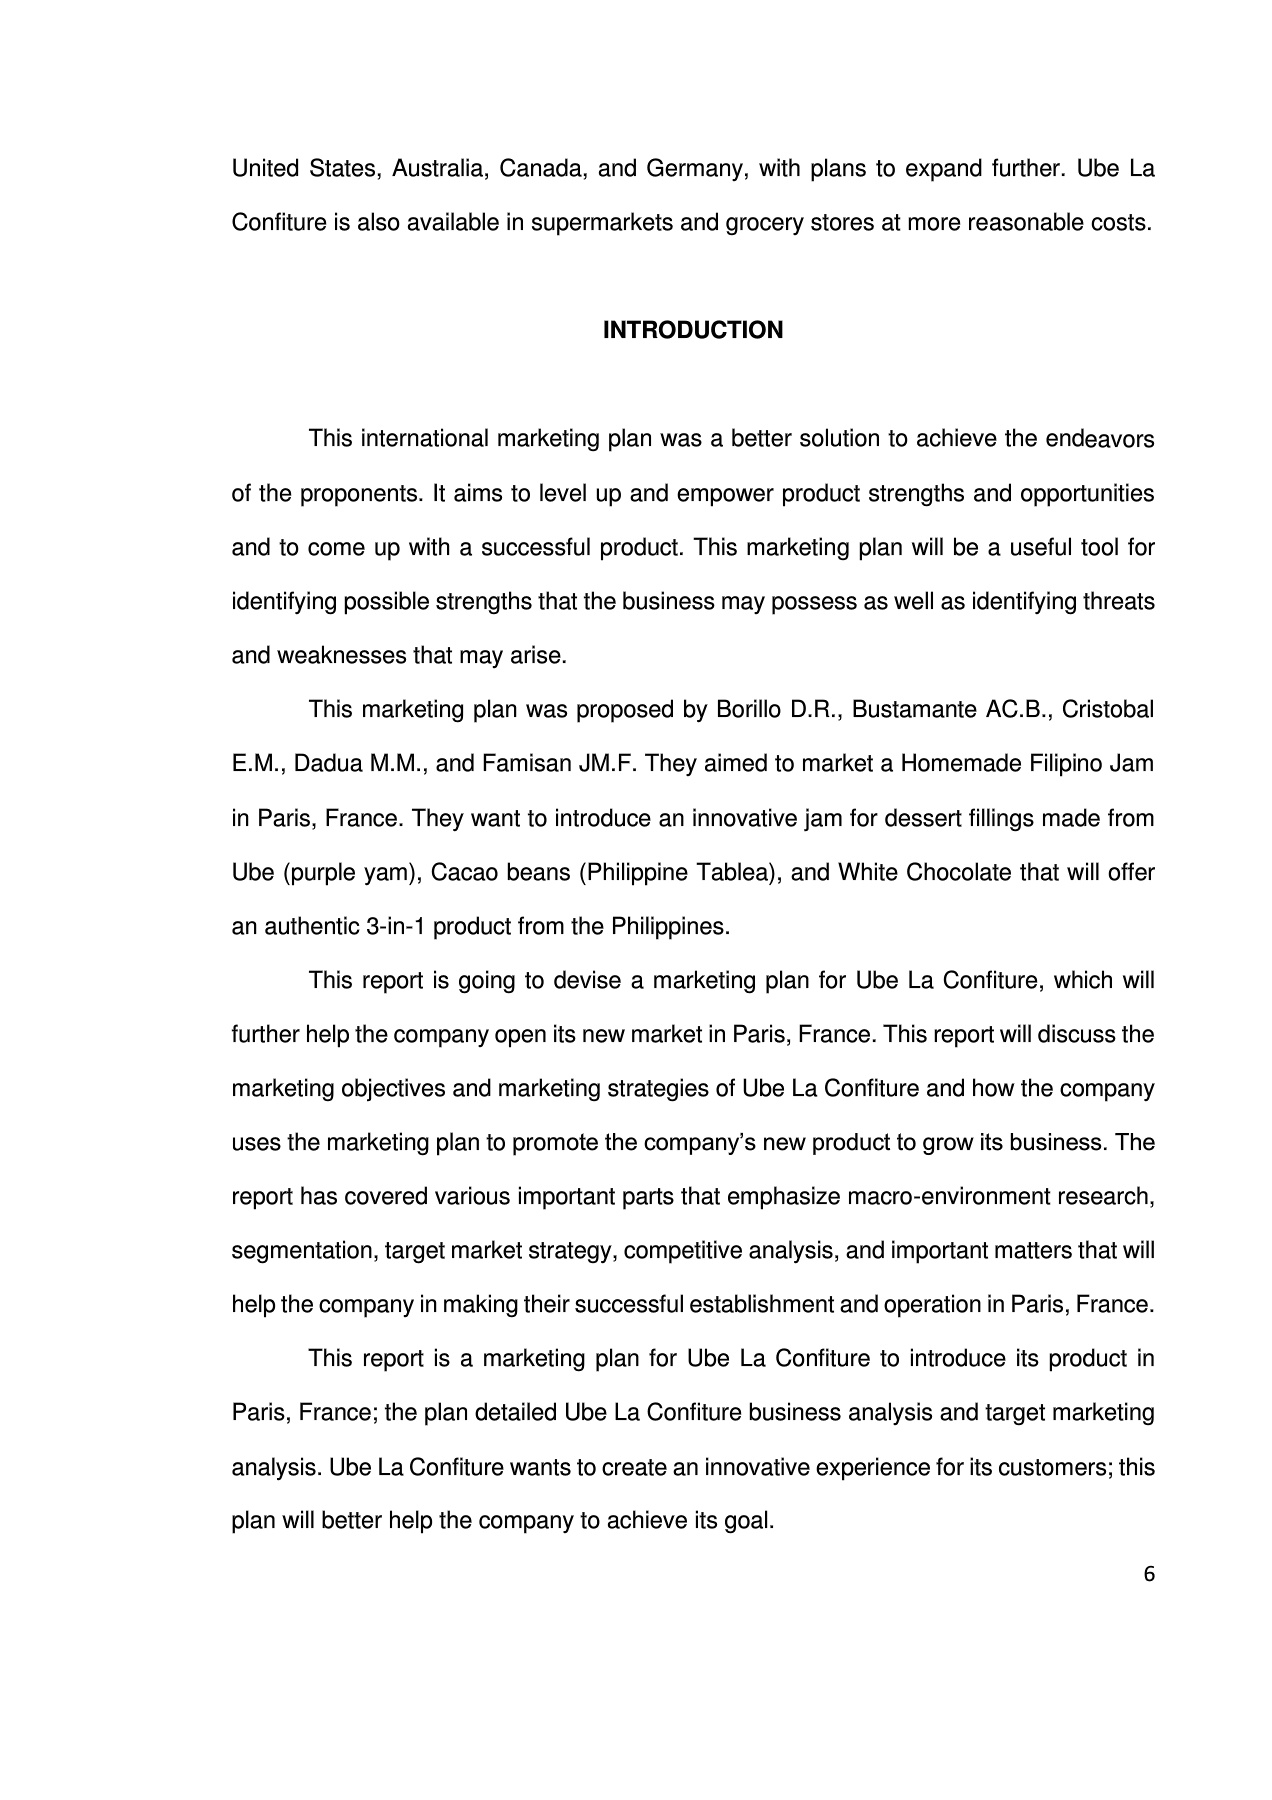 United States, Australia, Canada, and Germany, with plans to expand further. Ube La
Confiture is also available in supermarkets and grocery stores at more reasonable costs.
INTRODUCTION
This international marketing plan was a better solution to achieve the endeavors
of the proponents. It aims to level up and empower product strengths and opportunities
and to come up with a successful product. This marketing plan will be a useful tool for
identifying possible strengths that the business may possess as well as identifying threats
and weaknesses that may arise.
This marketing plan was proposed by Borillo D.R., Bustamante AC.B., Cristobal
E.M., Dadua M.M., and Famisan JM.F. They aimed to market a Homemade Filipino Jam
in Paris, France. They want to introduce an innovative jam for dessert fillings made from
Ube (purple yam), Cacao beans (Philippine Tablea), and White Chocolate that will offer
an authentic 3-in-1 product from the Philippines.
This report is going to devise a marketing plan for Ube La Confiture, which will
further help the company open its new market in Paris, France. This report will discuss the
marketing objectives and marketing strategies of Ube La Confiture and how the company
uses the marketing plan to promote the company’s new product to grow its business. The
report has covered various important parts that emphasize macro-environment research,
segmentation, target market strategy, competitive analysis, and important matters that will
help the company in making their successful establishment and operation in Paris, France.
This report is a marketing plan for Ube La Confiture to introduce its product in
Paris, France; the plan detailed Ube La Confiture business analysis and target marketing
analysis. Ube La Confiture wants to create an innovative experience for its customers; this
plan will better help the company to achieve its goal.
6